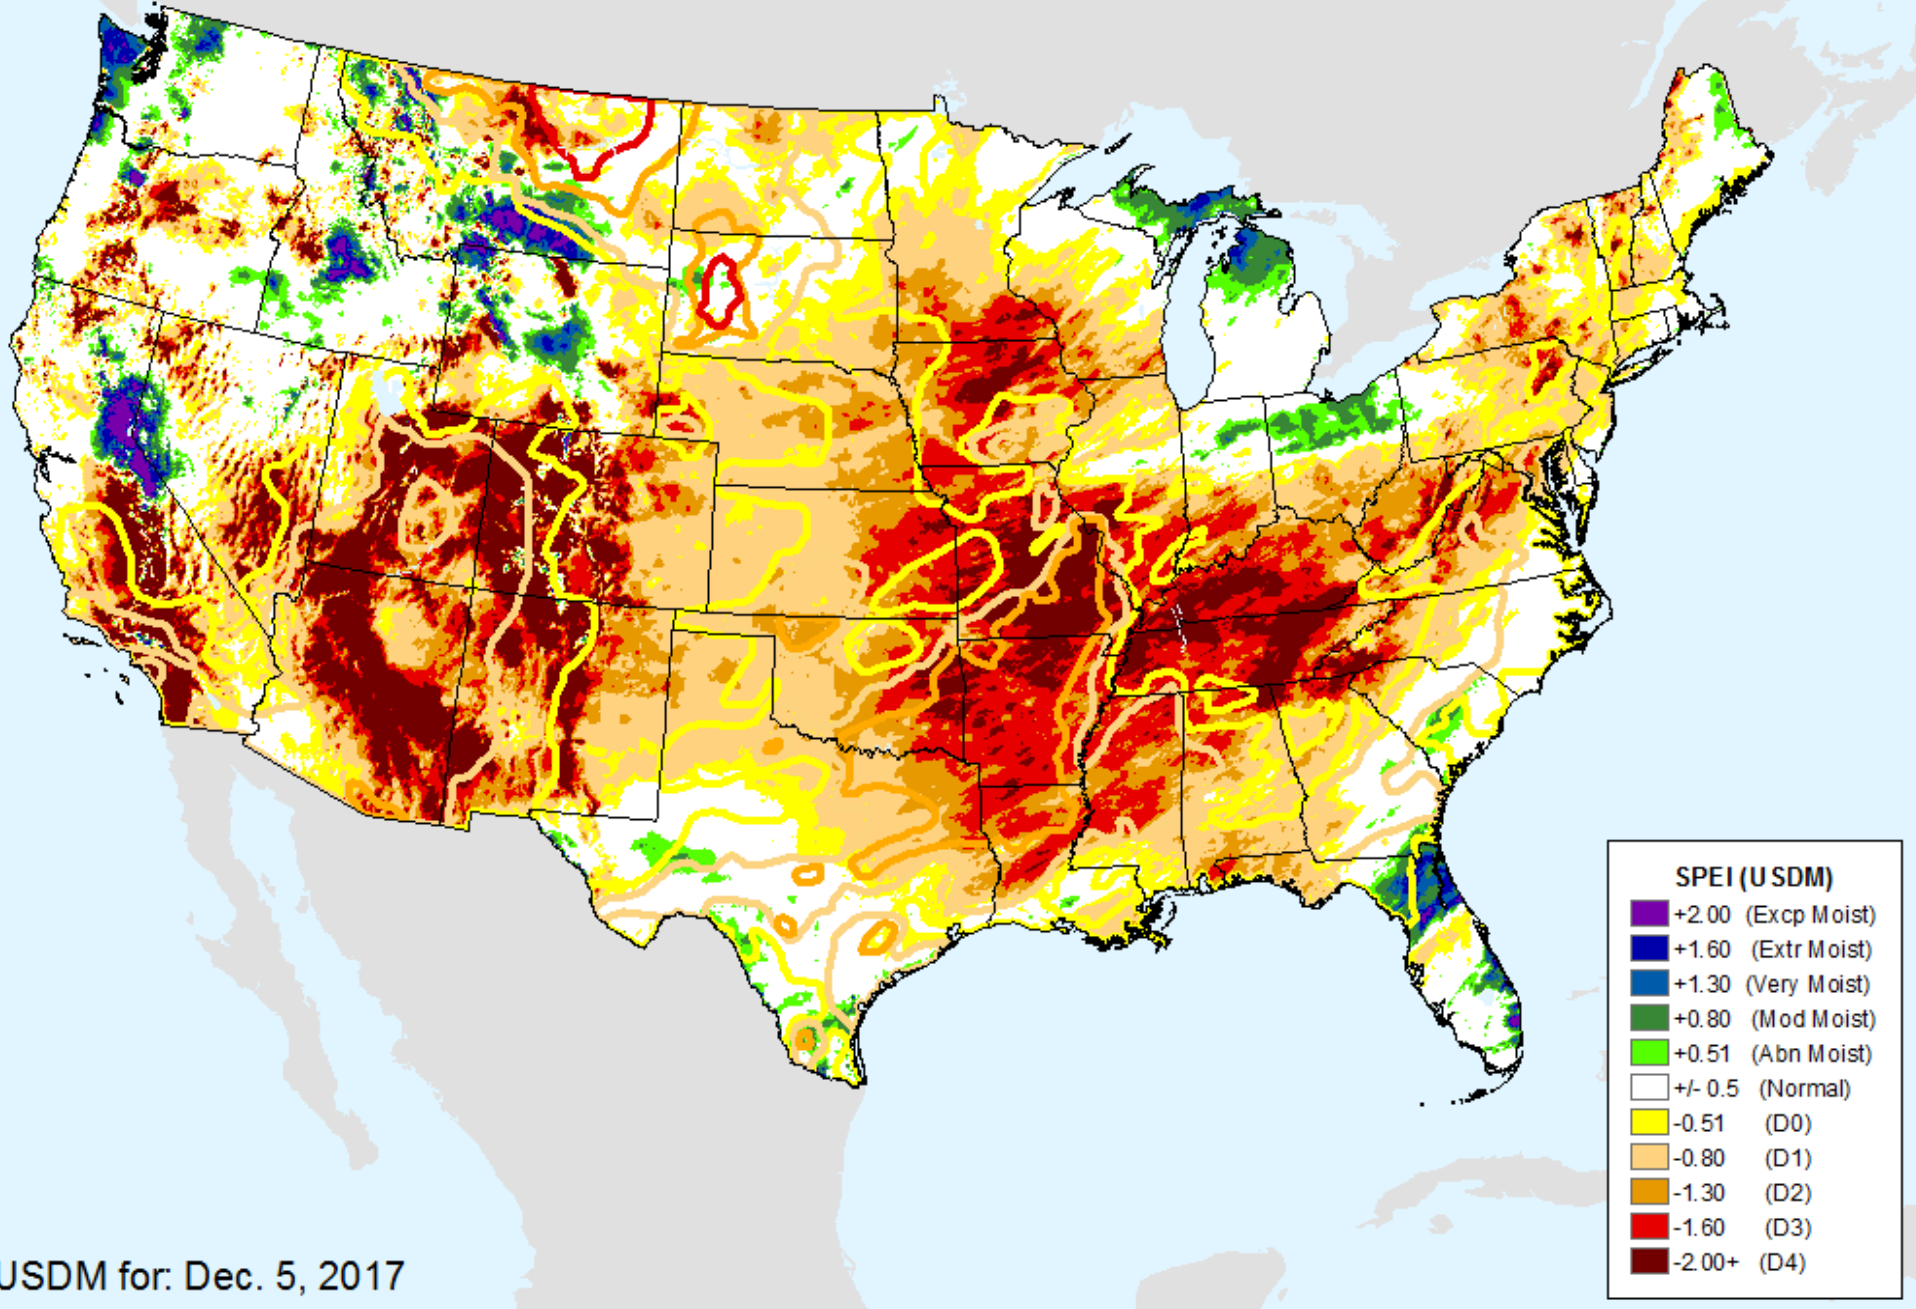 SPEI (USDM)
+2.00 (Excp Moist)
+1.60 (Extr Moist)
+1.30 (Very Moist)
+0.80 (Mod Moist)
+0.51 (Abn Moist)
+/- 0.5 (Normal)
-0.51 (D0)
-0.80 (D1)
-1.30 (D2)
-1.60 (D3)
-2.00+ (D4)
USDM for: Dec. 5, 2017